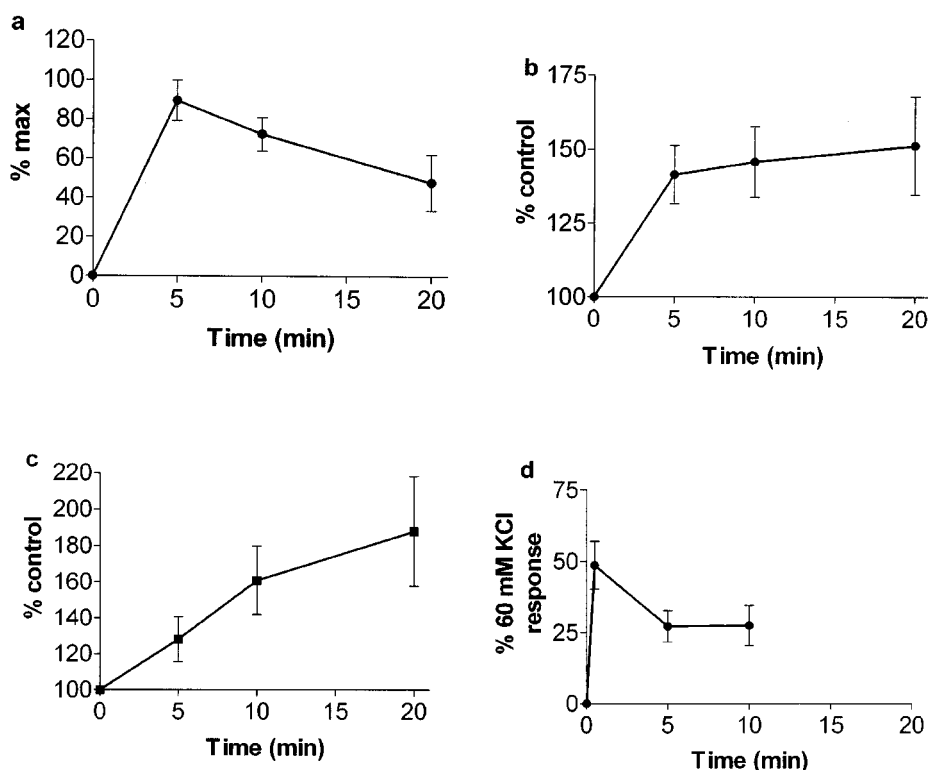 a
120
100
80
60
40
20
0
% max
0 5 10 15 20
Time (min)
b
175
150
125
100
% control
0 5 10 15 20
Time (min)
c
220
200
180
160
140
120
100
% control
0 5 10 15 20
Time (min)
d
75
50
25
0
% 60 mM KCl
response
0 5 10 15 20
Time (min)